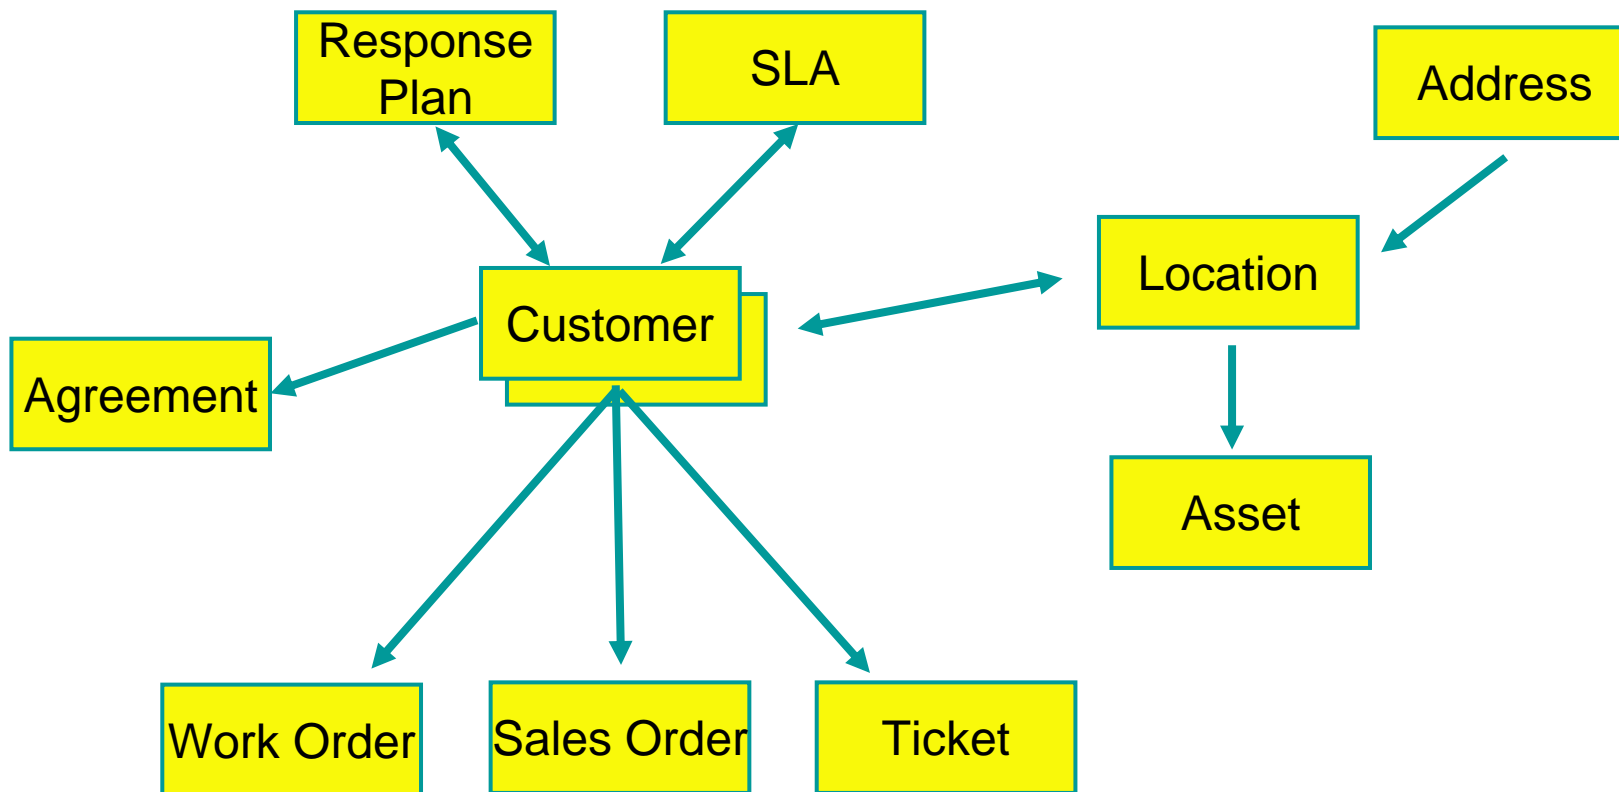 Response
Plan
SLA
Address
Location
Customer
Agreement
Asset
Work Order
Sales Order
Ticket